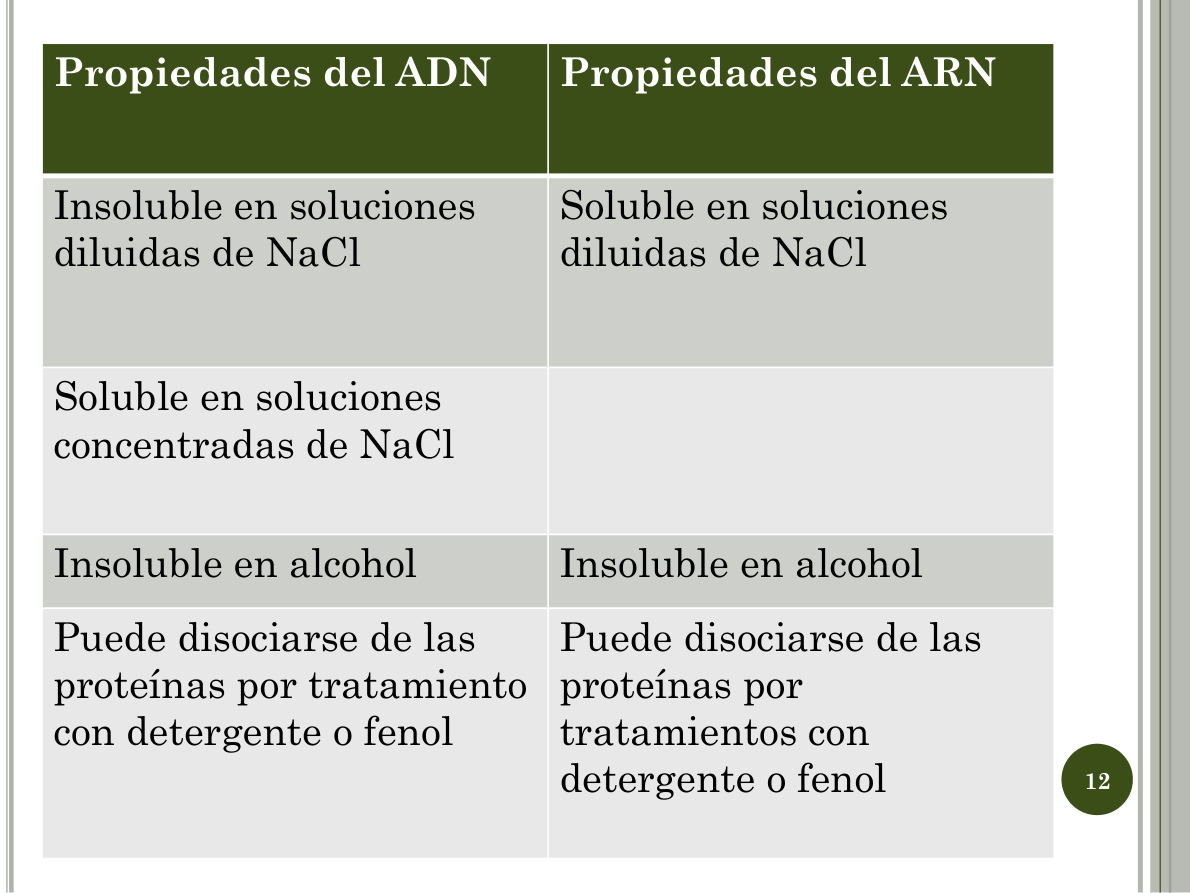 Propiedades del ADN
Propiedades del ARN
Insoluble en soluciones
diluidas de NaCl
Soluble en soluciones
diluidas de NaCl
Soluble en soluciones
concentradas de NaCl
Insoluble en alcohol
Insoluble en alcohol
Puede disociarse de las
proteínas por tratamiento
con detergente o fenol
Puede disociarse de las
proteínas por
tratamientos con
detergente o fenol
12